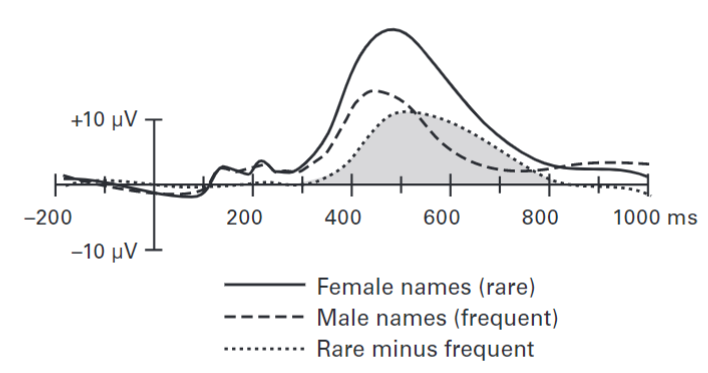 +10 μV
−200
200
400
600
800
1000 ms
−10 μV
Female names (rare)
Male names (frequent)
Rare minus frequent